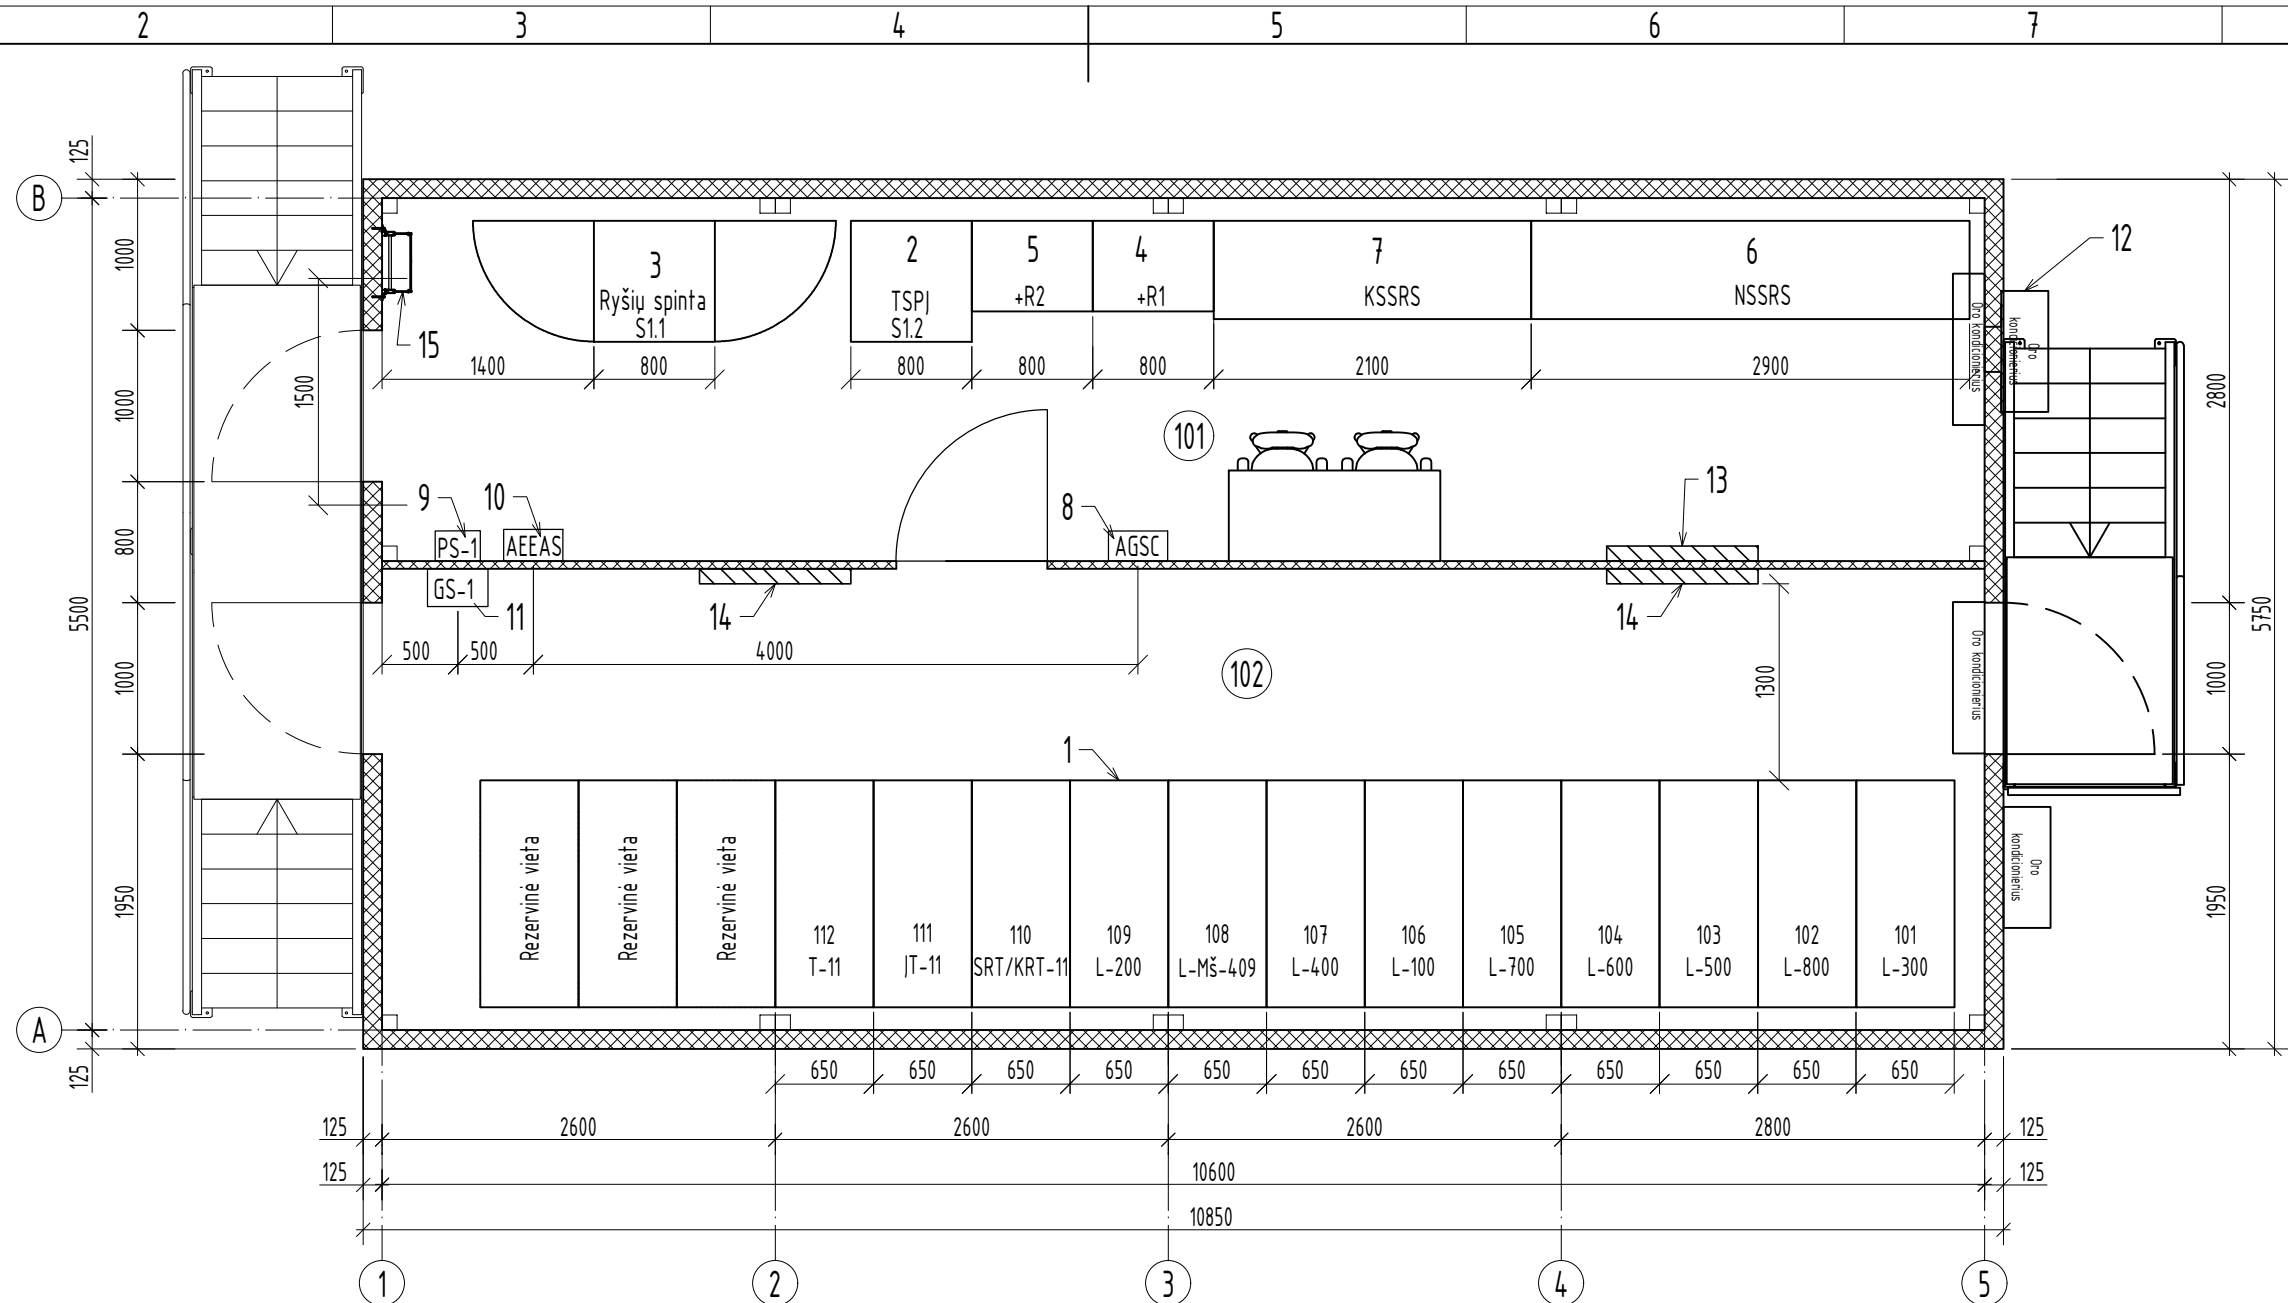 2 3 4 5 6 7
B
A
125
5500
125
1000
1000
800
1000
1950
1500
15
3
Ryšių spinta
S1.1
2
TSPĮ
S1.2
5
+R2
4
+R1
7
KSSRS
6
NSSRS
12
Oro kondicionierius
Oro
kondicionierius
1400 800 800 800 800 2100 2900
2800
1000
1950
5750
101
9
10
8
13
PS-1
AEEAS
AGSC
GS-1
11
14
14
500 500 4000
102
1300
Oro kondicionierius
1
Oro
kondicionierius
Rezervinė vieta
Rezervinė vieta
Rezervinė vieta
112
T-11
111
ĮT-11
110
SRT/KRT-11
109
L-200
108
L-Mš-409
107
L-400
106
L-100
105
L-700
104
L-600
103
L-500
102
L-800
101
L-300
650 650 650 650 650 650 650 650 650 650 650 650
125 2600 2600 2600 2800 125
125 10600 125
10850
1 2 3 4 5